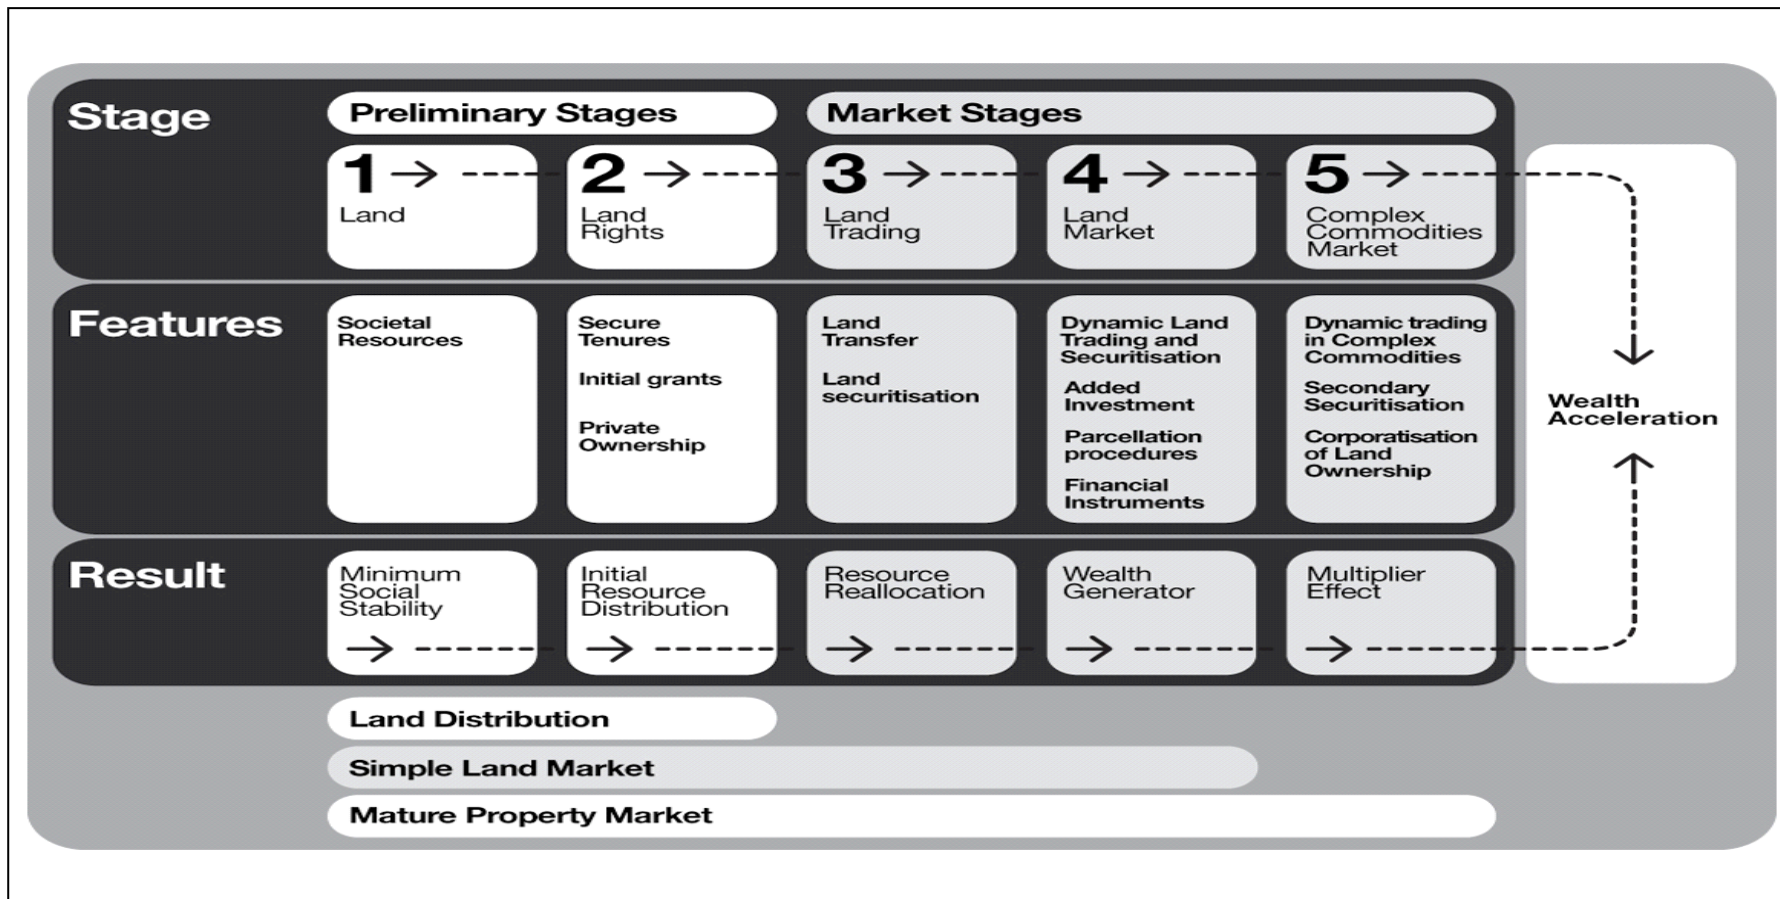 Stage
Preliminary Stages
Market Stages
1
Land
2
Land
Rights
3
Land
Trading
4
Land
Market
5
Complex
Commodities
Market
Features
Societal
Resources
Secure
Tenures
Initial grants
Private
Ownership
Land
Transfer
Land
securitisation
Dynamic Land
Trading and
Securitisation
Added
Investment
Parcellation
procedures
Financial
Instruments
Dynamic trading
in Complex
Commodities
Secondary
Securitisation
Corporatisation
of Land
Ownership
Wealth
Acceleration
Result
Minimum
Social
Stability
Initial
Resource
Distribution
Resource
Reallocation
Wealth
Generator
Multiplier
Effect
Land Distribution
Simple Land Market
Mature Property Market